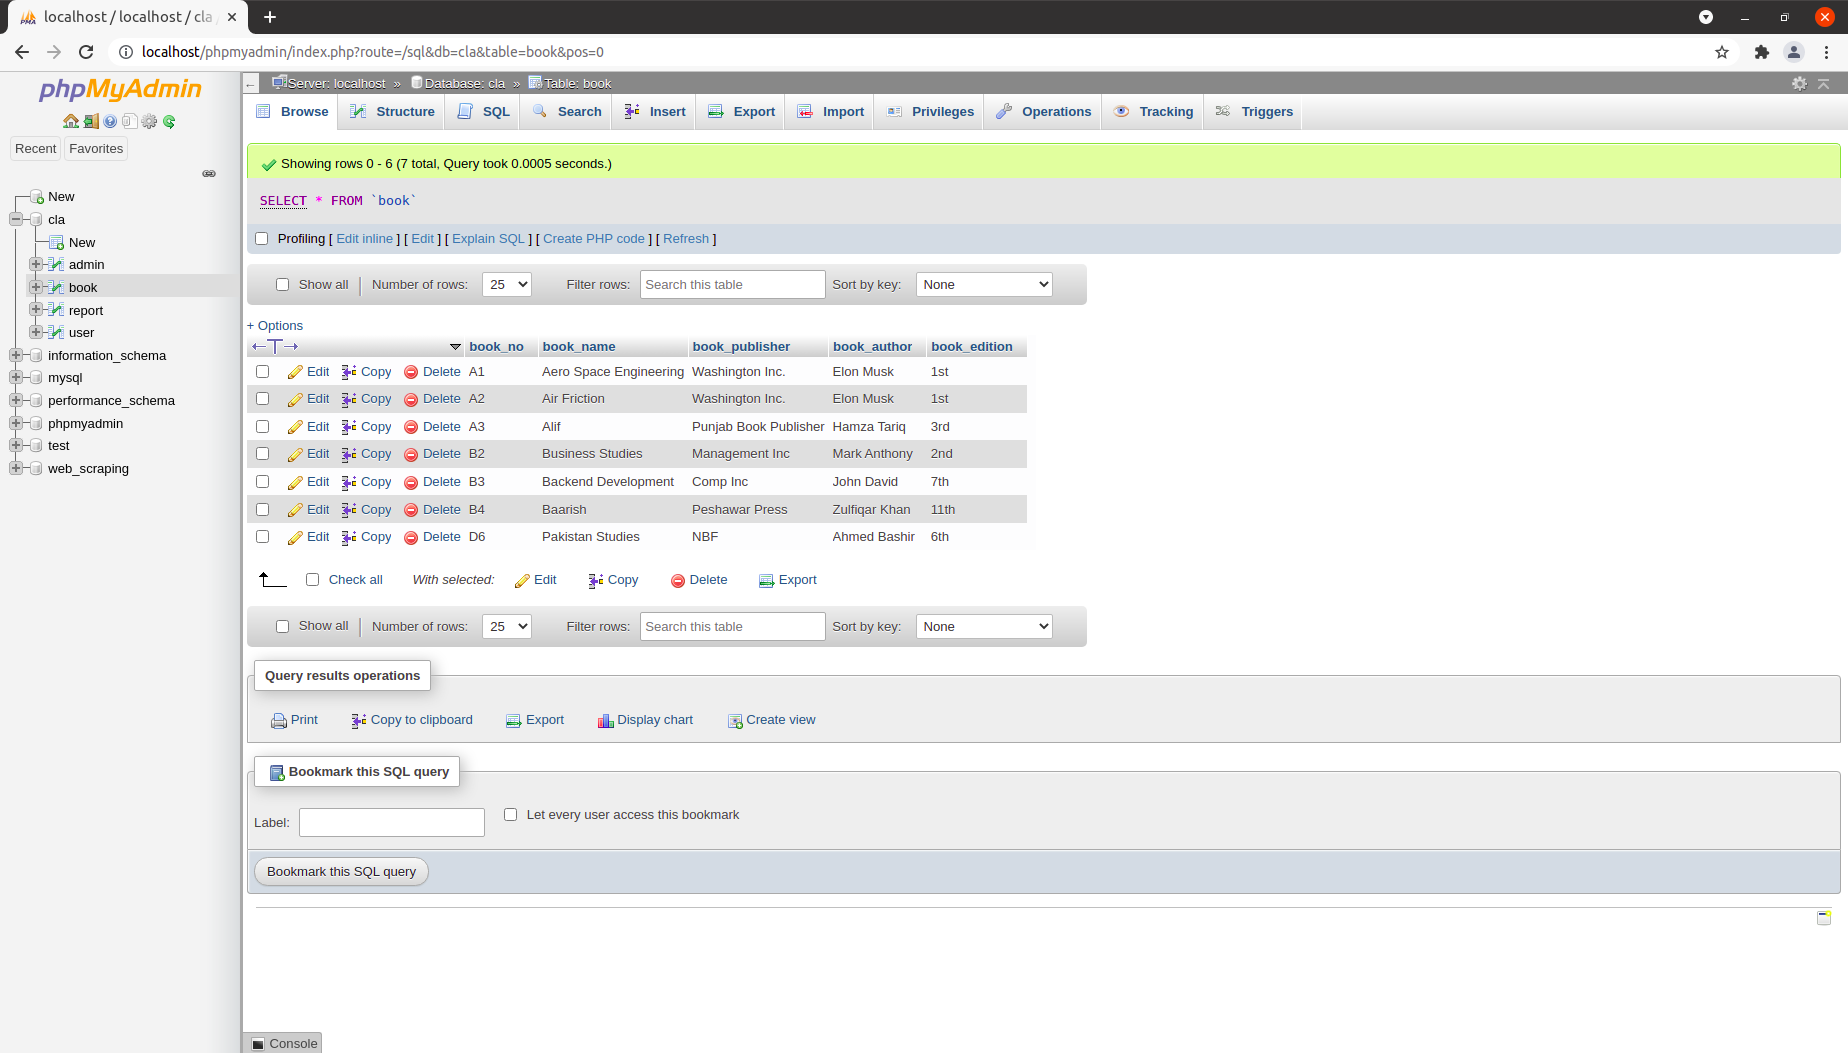 localhost / localhost / cla
localhost/phpmyadmin/index.php?route=/sql&db=cla&table=book&pos=0
phpMyAdmin
Recent Favorites
New
cla
New
admin
book
report
user
information_schema
mysql
performance_schema
phpmyadmin
test
web_scraping
Server: localhost » Database: cla » Table: book
Browse Structure SQL Search Insert Export Import Privileges Operations Tracking Triggers
Showing rows 0 - 6 (7 total, Query took 0.0005 seconds.)
SELECT * FROM `book`
Profiling [ Edit inline ] [ Edit ] [ Explain SQL ] [ Create PHP code ] [ Refresh ]
Show all Number of rows: 25 Filter rows: Search this table Sort by key: None
+ Options
book_no book_name book_publisher book_author book_edition
Edit Copy Delete A1 Aero Space Engineering Washington Inc. Elon Musk 1st
Edit Copy Delete A2 Air Friction Washington Inc. Elon Musk 1st
Edit Copy Delete A3 Alif Punjab Book Publisher Hamza Tariq 3rd
Edit Copy Delete B2 Business Studies Management Inc Mark Anthony 2nd
Edit Copy Delete B3 Backend Development Comp Inc John David 7th
Edit Copy Delete B4 Baarish Peshawar Press Zulfiqar Khan 11th
Edit Copy Delete D6 Pakistan Studies NBF Ahmed Bashir 6th
Check all With selected: Edit Copy Delete Export
Show all Number of rows: 25 Filter rows: Search this table Sort by key: None
Query results operations
Print Copy to clipboard Export Display chart Create view
Bookmark this SQL query
Label: Let every user access this bookmark
Bookmark this SQL query
Console